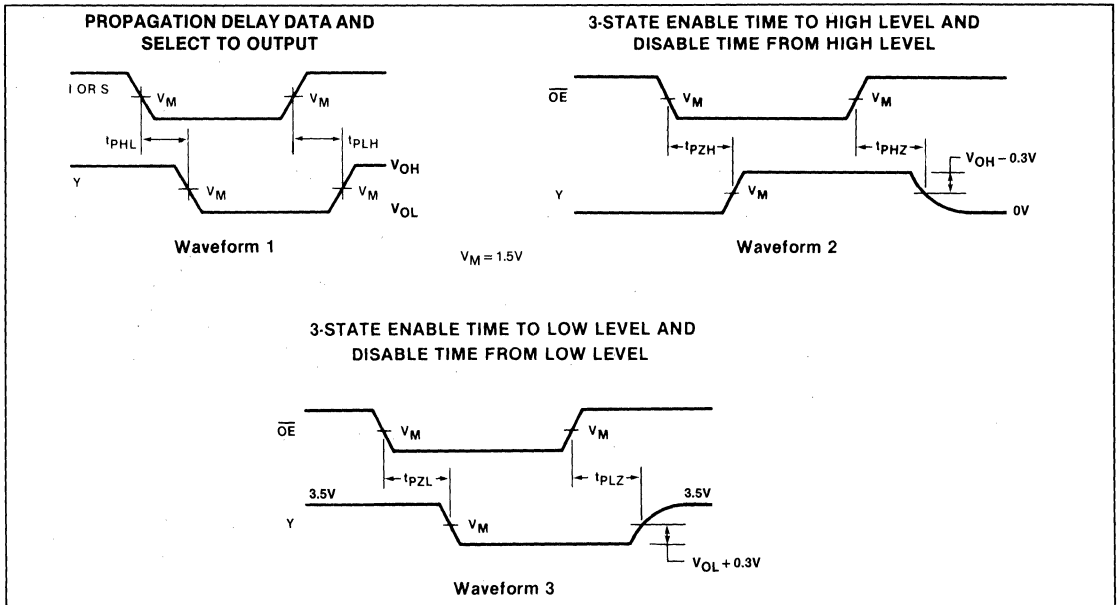 PROPAGATION DELAY DATA AND
SELECT TO OUTPUT
I OR S
VM
VM
tPHL
tPLH
VOH
Y
VM
VM
VOL
Waveform 1
3-STATE ENABLE TIME TO HIGH LEVEL AND
DISABLE TIME FROM HIGH LEVEL
OE
VM
VM
tPZH
tPHZ
VOH – 0.3V
Y
VM
0V
Waveform 2
VM = 1.5V
3-STATE ENABLE TIME TO LOW LEVEL AND
DISABLE TIME FROM LOW LEVEL
OE
VM
VM
tPZL
tPLZ
3.5V
3.5V
Y
VM
VOL + 0.3V
Waveform 3